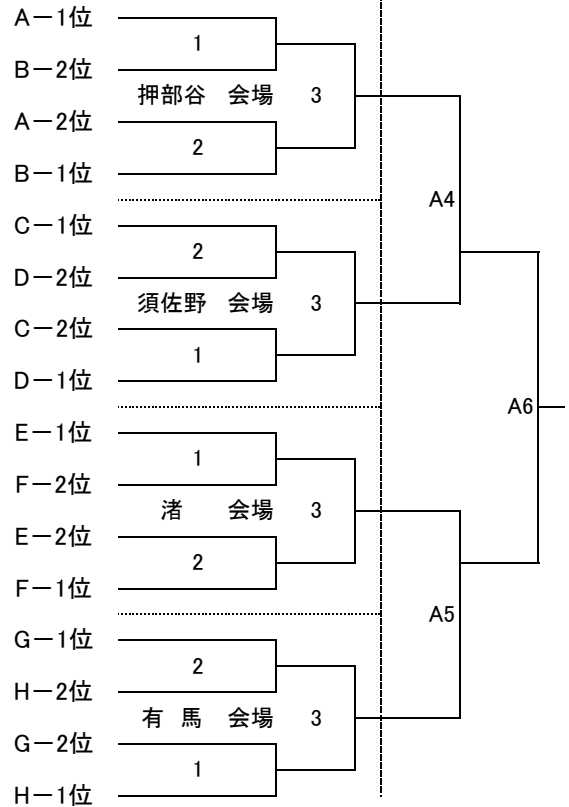 A－1位
1
B－2位
押部谷　会場　3
A－2位
2
B－1位
A4
C－1位
2
D－2位
須佐野　会場　3
C－2位
1
D－1位
A6
E－1位
1
F－2位
渚　会場　3
E－2位
2
F－1位
A5
G－1位
2
H－2位
有 馬　会場　3
G－2位
1
H－1位